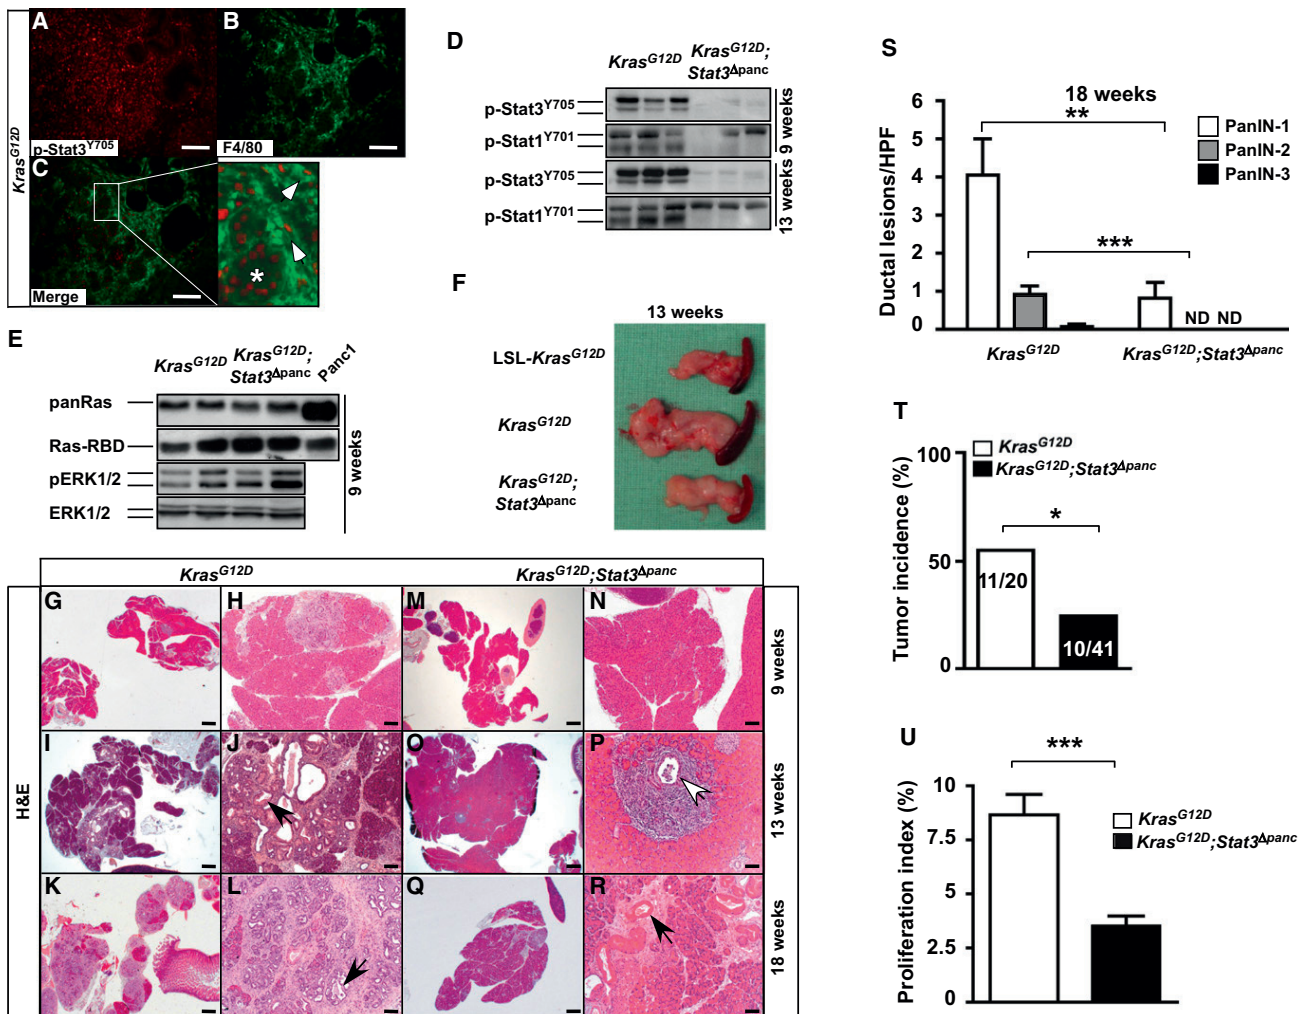 A
B
Kras^G12D
p-Stat3^Y705
F4/80
C
*
Merge
D
Kras^G12D
Kras^G12D;
Stat3^Δpanc
p-Stat3^Y705
p-Stat1^Y701
9 weeks
p-Stat3^Y705
p-Stat1^Y701
13 weeks
E
Kras^G12D
Kras^G12D;
Stat3^Δpanc
Panc1
panRas
Ras-RBD
pERK1/2
ERK1/2
9 weeks
F
13 weeks
LSL-Kras^G12D
Kras^G12D
Kras^G12D;
Stat3^Δpanc
Kras^G12D
Kras^G12D;Stat3^Δpanc
H&E
G
H
M
N
9 weeks
I
J
O
P
13 weeks
K
L
Q
R
18 weeks
S
18 weeks
**
***
PanIN-1
PanIN-2
PanIN-3
Ductal lesions/HPF
6
5
4
3
2
1
0
ND ND
Kras^G12D
Kras^G12D;Stat3^Δpanc
T
Kras^G12D
Kras^G12D;Stat3^Δpanc
Tumor incidence (%)
100
50
0
*
11/20
10/41
U
***
Kras^G12D
Kras^G12D;Stat3^Δpanc
Proliferation index (%)
10
7.5
5
2.5
0